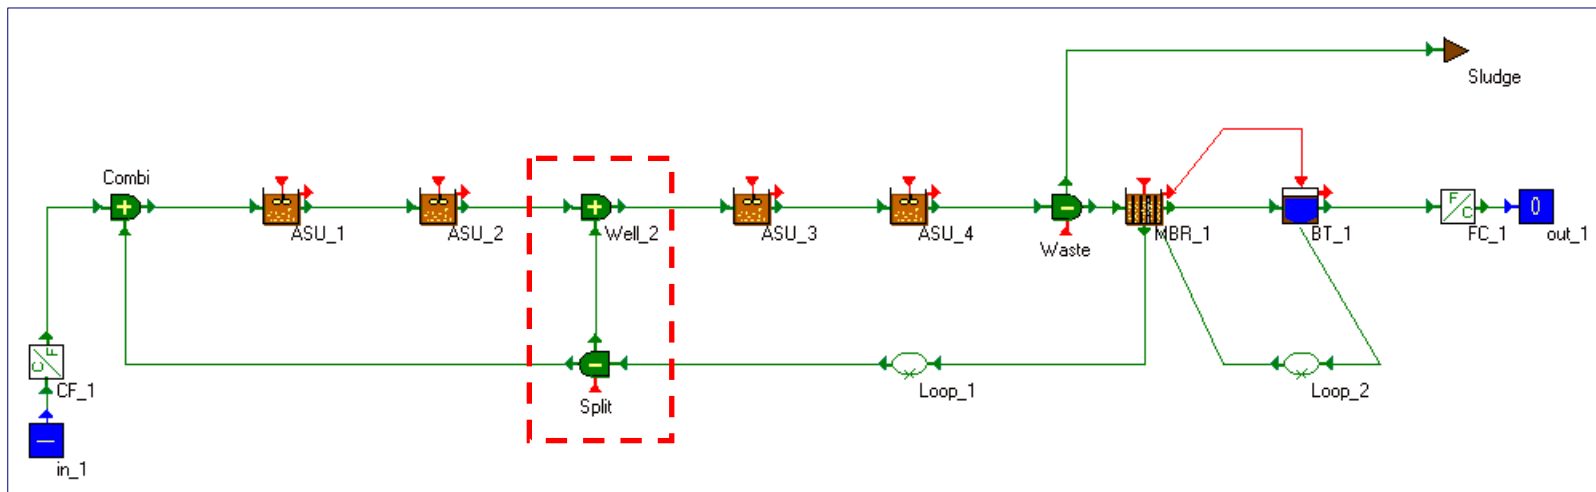 Sludge
Combi
ASU_1
ASU_2
Well_2
ASU_3
ASU_4
Waste
MBR_1
BT_1
F/C
FC_1
0
out_1
C/F
CF_1
Split
Loop_1
Loop_2
in_1